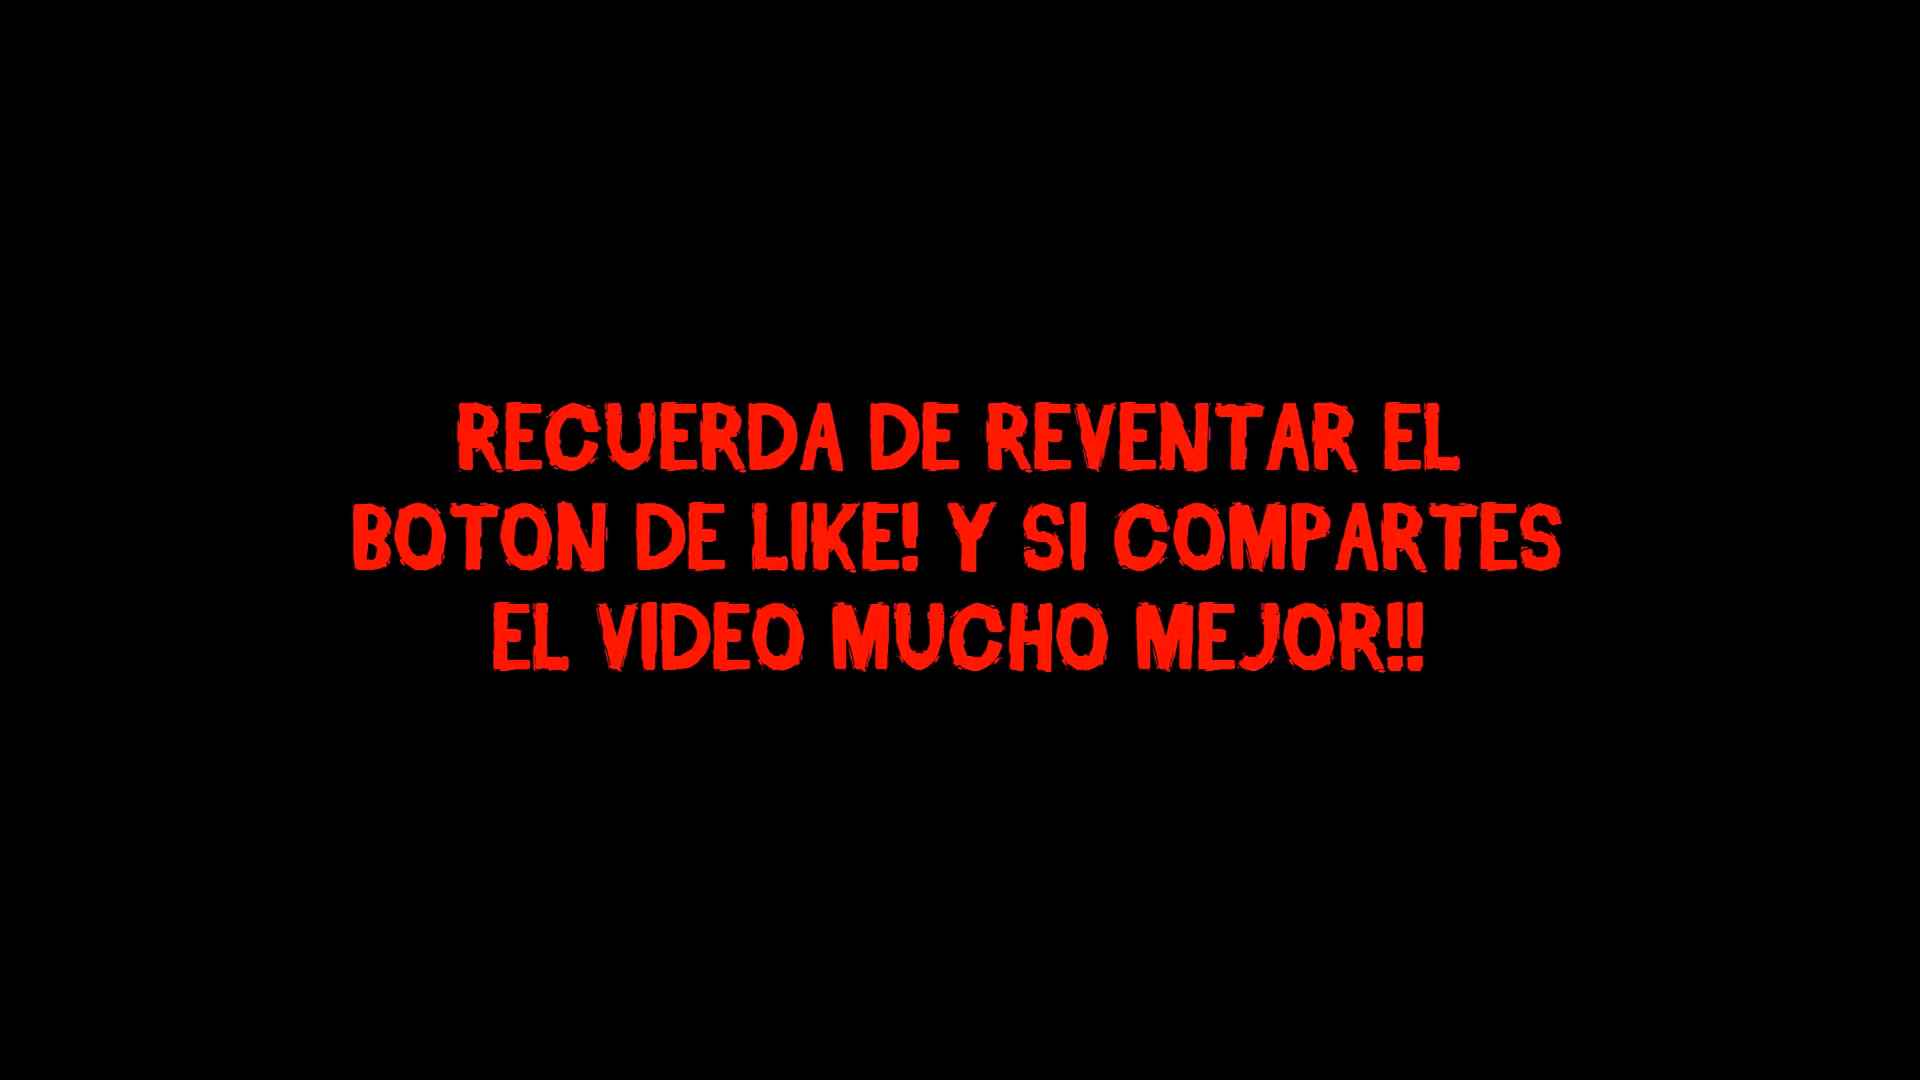 RECUERDA DE REVENTAR EL
BOTON DE LIKE! Y SI COMPARTES
EL VIDEO MUCHO MEJOR!!